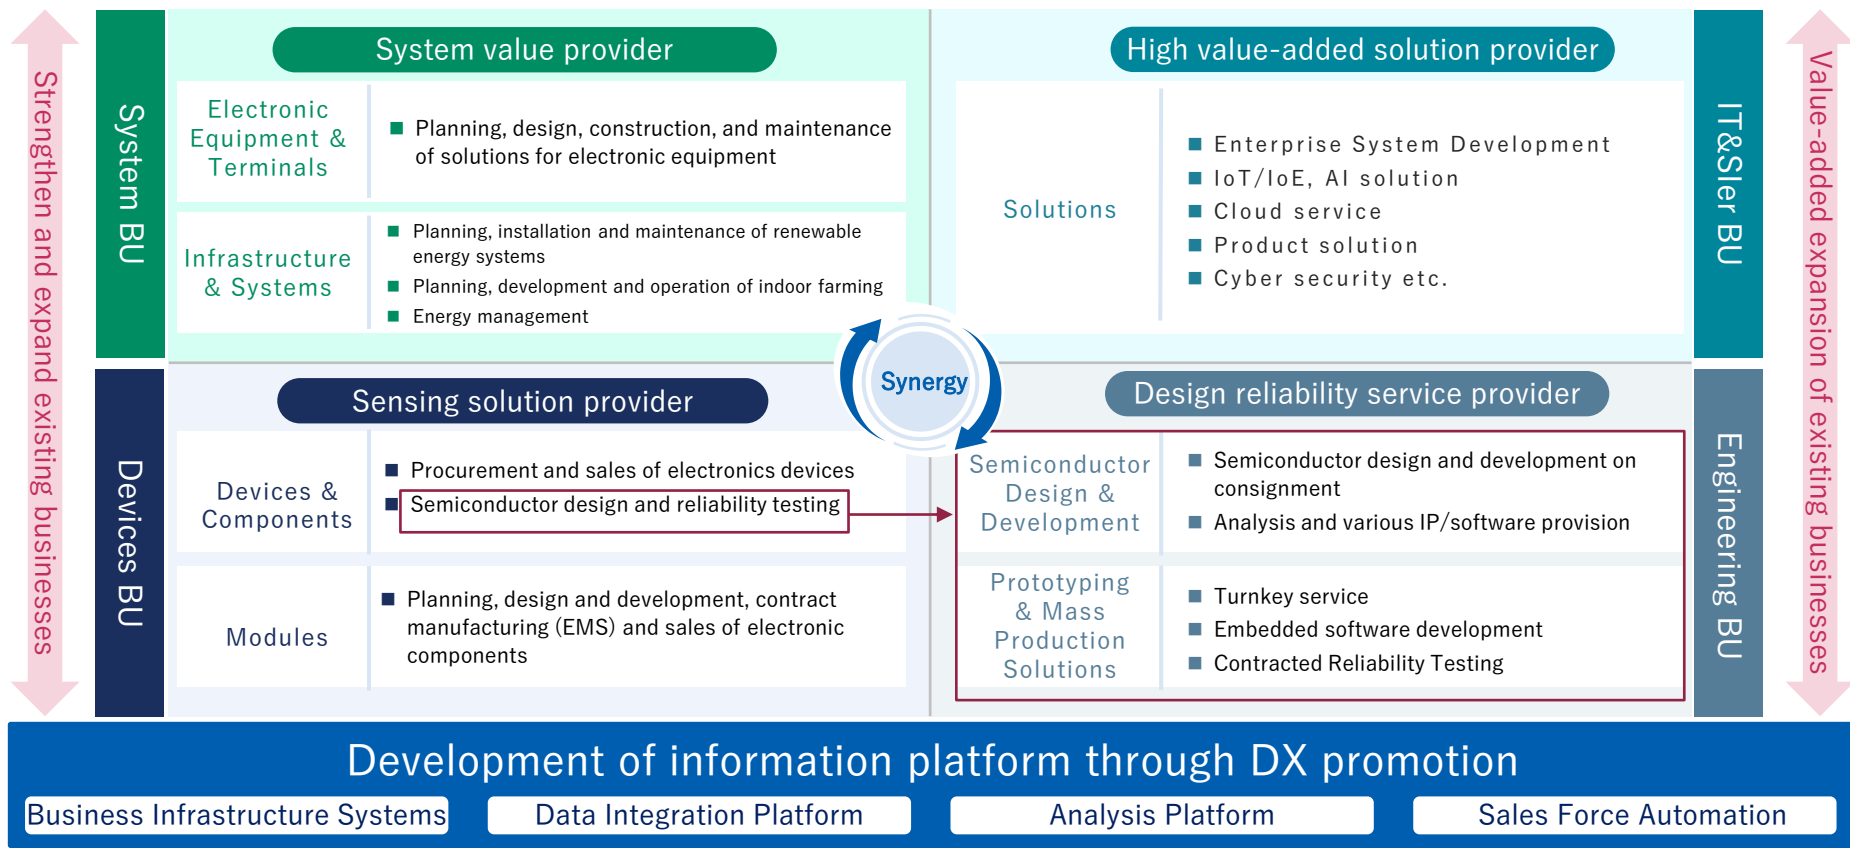 Strengthen and expand existing businesses
System BU
System value provider
Electronic
Equipment &
Terminals
■ Planning, design, construction, and maintenance
of solutions for electronic equipment
Infrastructure
& Systems
■ Planning, installation and maintenance of renewable
energy systems
■ Planning, development and operation of indoor farming
■ Energy management
High value-added solution provider
Solutions
■ Enterprise System Development
■ IoT/IoE, AI solution
■ Cloud service
■ Product solution
■ Cyber security etc.
IT&SIer BU
Value-added expansion of existing businesses
Synergy
Devices BU
Sensing solution provider
Devices &
Components
■ Procurement and sales of electronics devices
■ Semiconductor design and reliability testing
Modules
■ Planning, design and development, contract
manufacturing (EMS) and sales of electronic
components
Design reliability service provider
Semiconductor
Design &
Development
■ Semiconductor design and development on
consignment
■ Analysis and various IP/software provision
Prototyping
& Mass
Production
Solutions
■ Turnkey service
■ Embedded software development
■ Contracted Reliability Testing
Engineering BU
Development of information platform through DX promotion
Business Infrastructure Systems
Data Integration Platform
Analysis Platform
Sales Force Automation